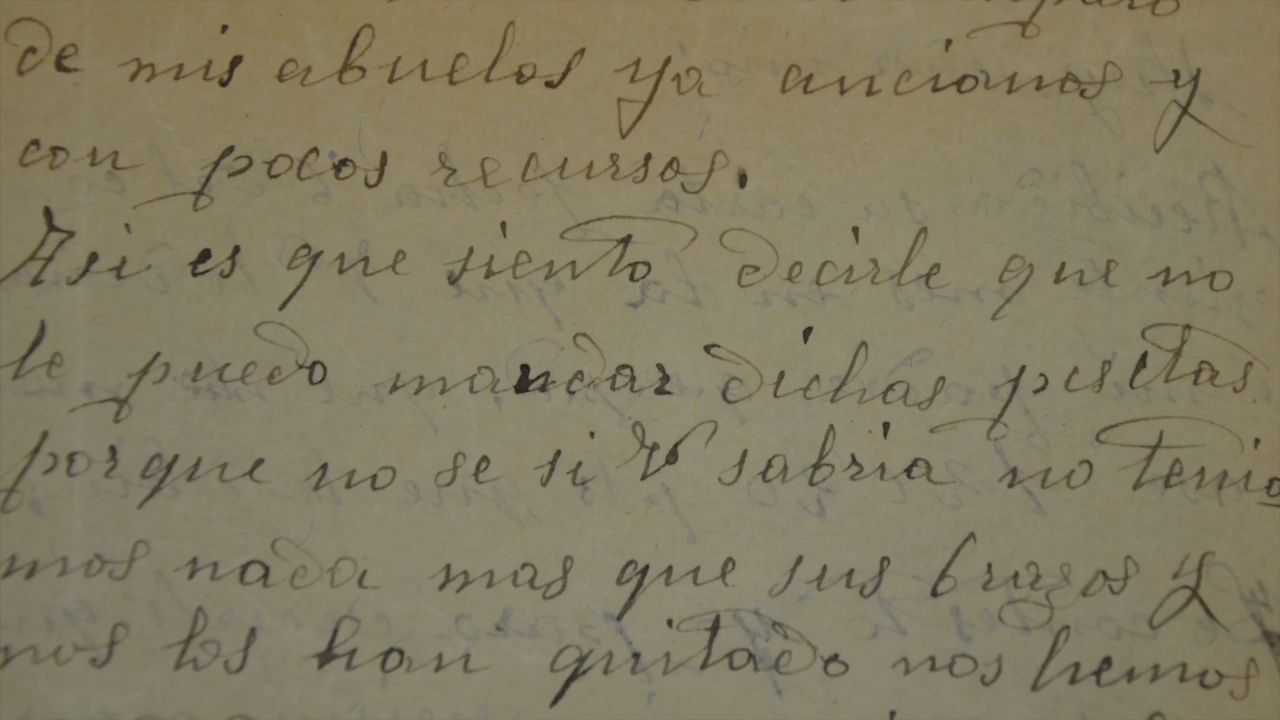 de mis abuelos ya ancianos y
con pocos recursos.
Asi es que siento decirle que no
le puedo mandar dichas pesetas
porque no se si V sabria no tenia
mos nada mas que sus brazos y
nos los han quitado nos hemos